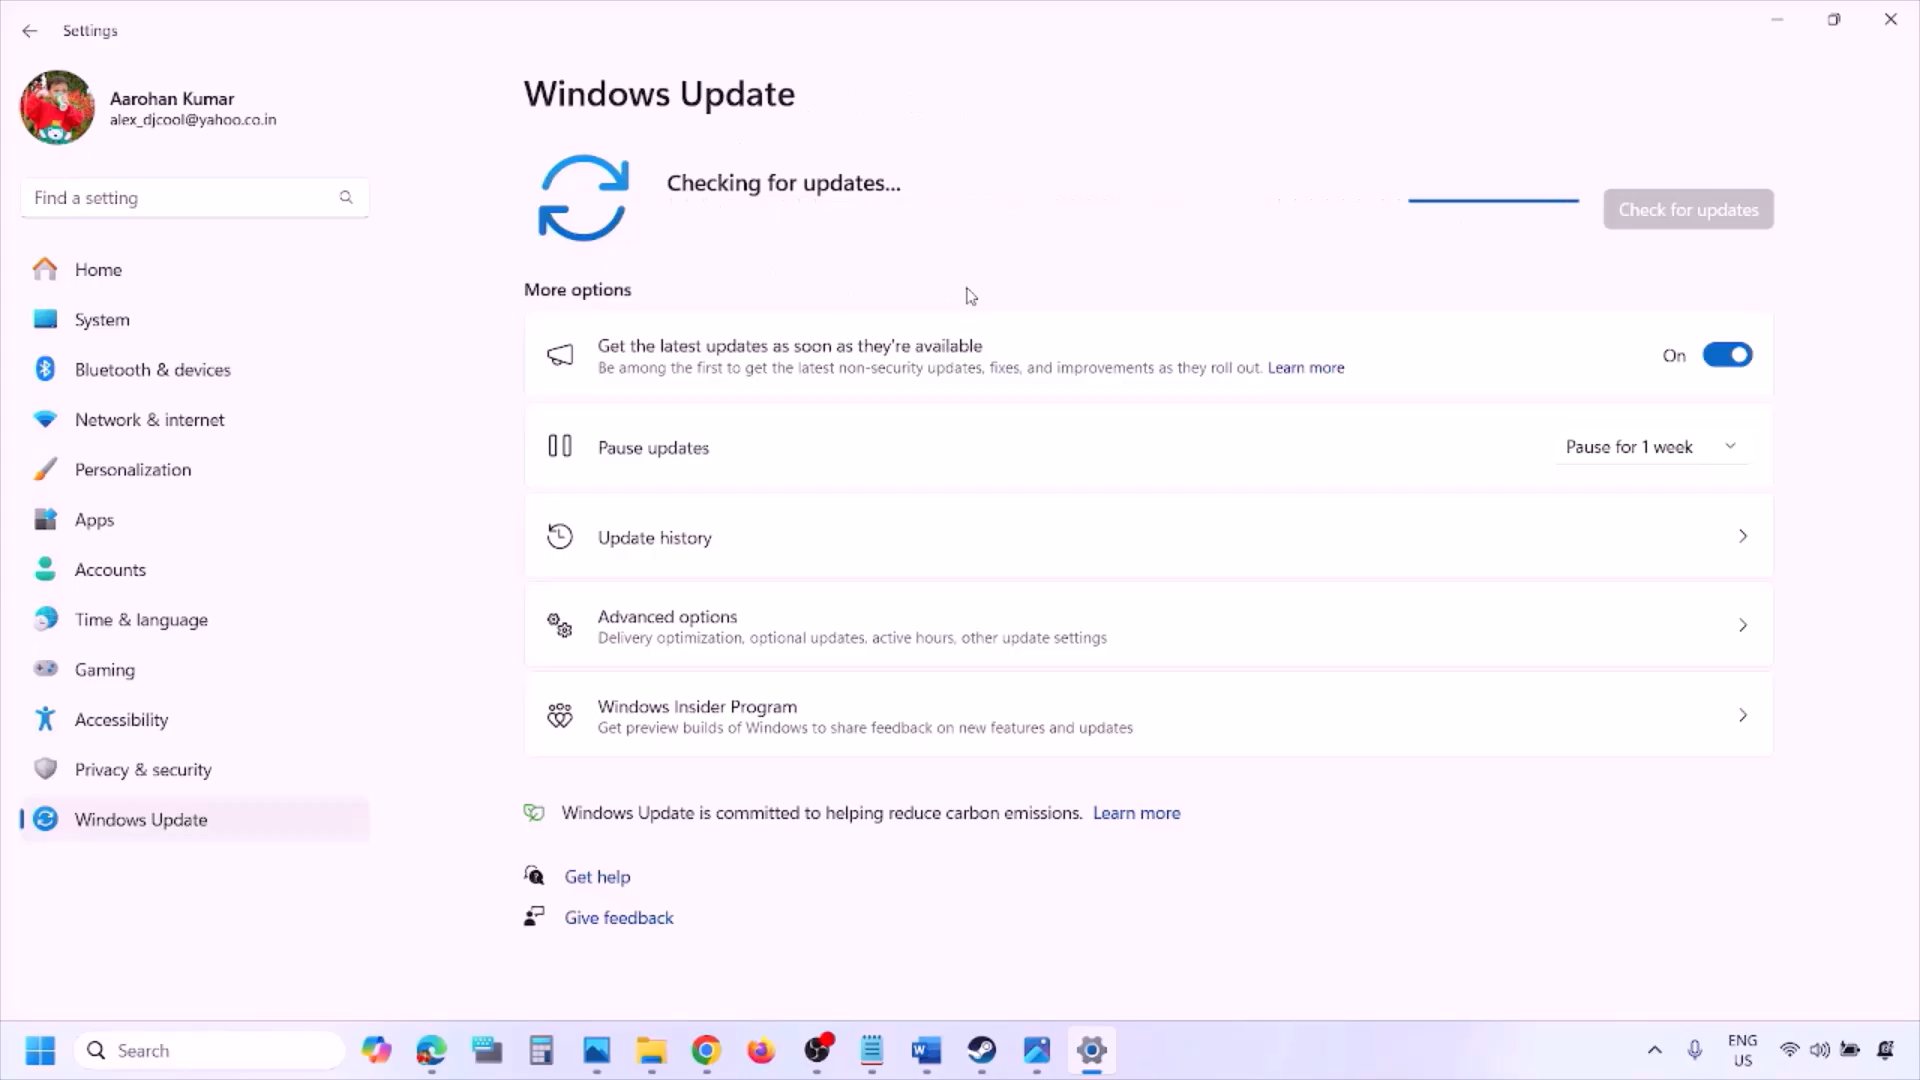 Settings
Aarohan Kumar
alex_djcool@yahoo.co.in
Find a setting
Home
System
Bluetooth & devices
Network & internet
Personalization
Apps
Accounts
Time & language
Gaming
Accessibility
Privacy & security
Windows Update
Windows Update
Checking for updates...
Check for updates
More options
Get the latest updates as soon as they're available
Be among the first to get the latest non-security updates, fixes, and improvements as they roll out. Learn more
On
Pause updates
Pause for 1 week
Update history
Advanced options
Delivery optimization, optional updates, active hours, other update settings
Windows Insider Program
Get preview builds of Windows to share feedback on new features and updates
Windows Update is committed to helping reduce carbon emissions. Learn more
Get help
Give feedback
Search
ENG
US